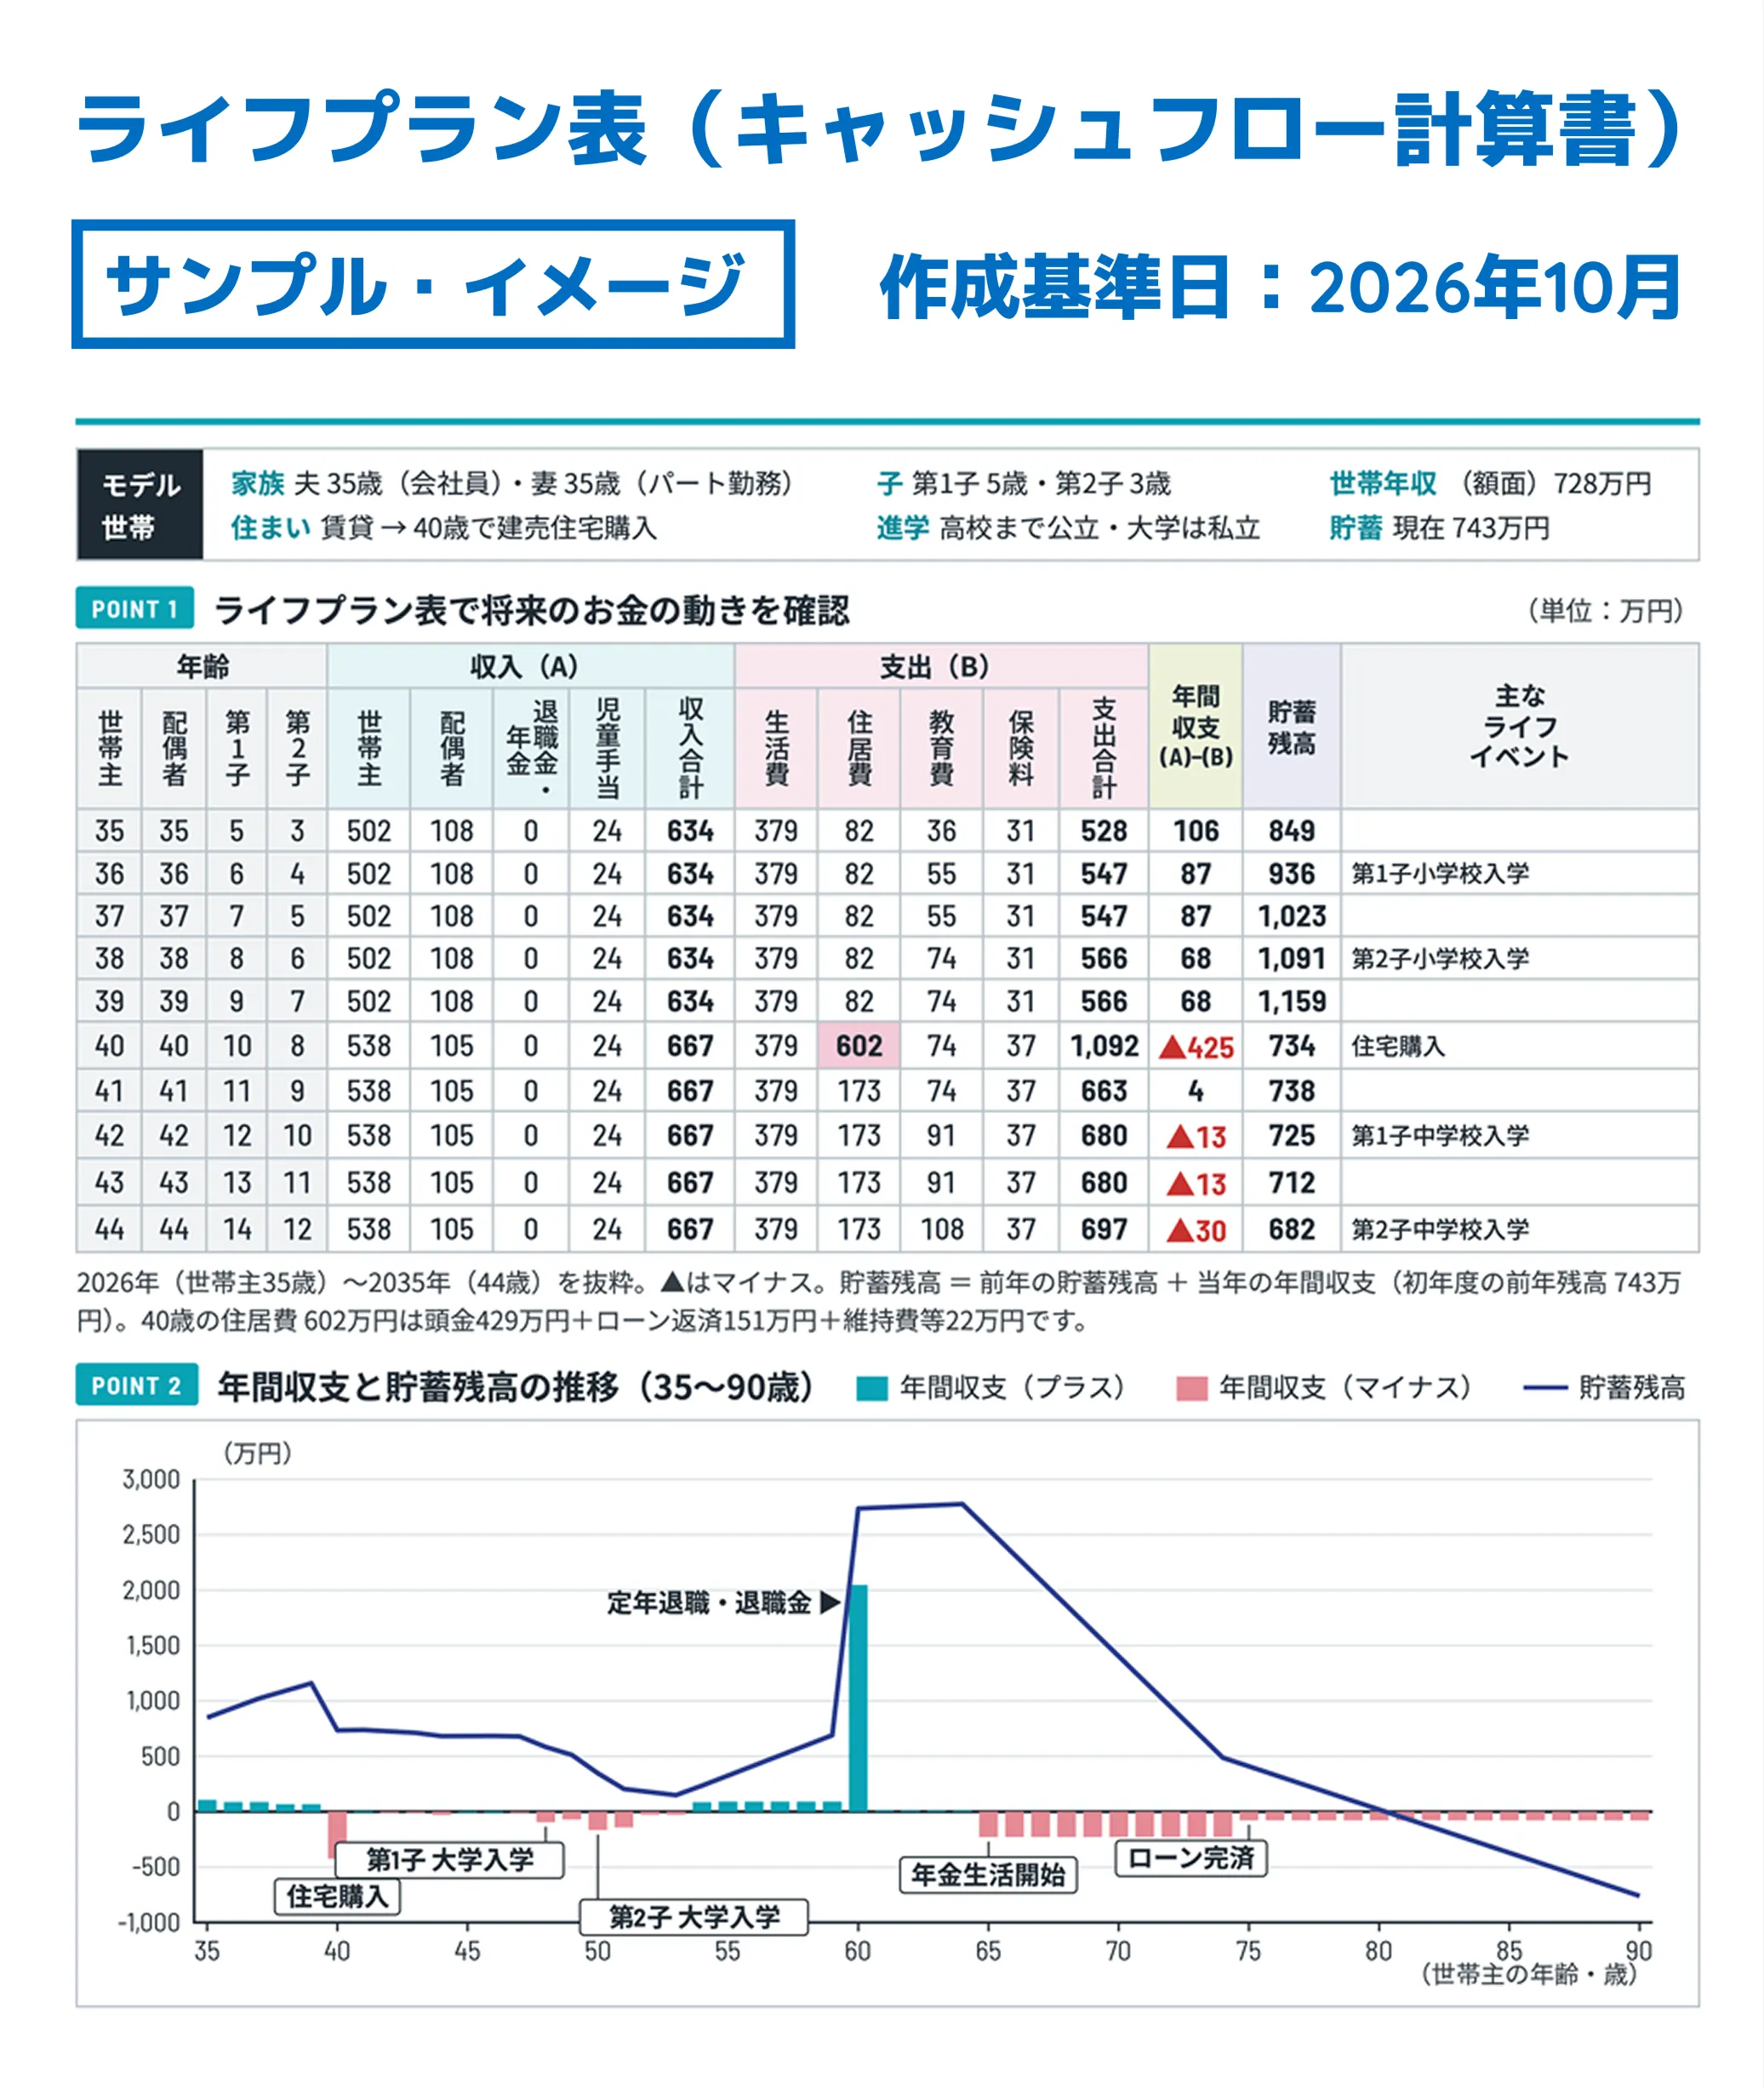 ライフプラン表（キャッシュフロー計算書）
サンプル・イメージ
作成基準日：2026年10月
モデル世帯
家族 夫 35歳（会社員）・妻 35歳（パート勤務）
子 第1子 5歳・第2子 3歳
世帯年収 （額面）728万円
住まい 賃貸 → 40歳で建売住宅購入
進学 高校まで公立・大学は私立
貯蓄 現在 743万円
POINT 1 ライフプラン表で将来のお金の動きを確認 （単位：万円）
年齢 収入（A） 支出（B） 年間収支(A)–(B) 貯蓄残高 主なライフイベント
世帯主 配偶者 第1子 第2子 世帯主 配偶者 退職金・年金 児童手当 収入合計 生活費 住居費 教育費 保険料 支出合計
35 35 5 3 502 108 0 24 634 379 82 36 31 528 106 849
36 36 6 4 502 108 0 24 634 379 82 55 31 547 87 936 第1子小学校入学
37 37 7 5 502 108 0 24 634 379 82 55 31 547 87 1,023
38 38 8 6 502 108 0 24 634 379 82 74 31 566 68 1,091 第2子小学校入学
39 39 9 7 502 108 0 24 634 379 82 74 31 566 68 1,159
40 40 10 8 538 105 0 24 667 379 602 74 37 1,092 ▲425 734 住宅購入
41 41 11 9 538 105 0 24 667 379 173 74 37 663 4 738
42 42 12 10 538 105 0 24 667 379 173 91 37 680 ▲13 725 第1子中学校入学
43 43 13 11 538 105 0 24 667 379 173 91 37 680 ▲13 712
44 44 14 12 538 105 0 24 667 379 173 108 37 697 ▲30 682 第2子中学校入学
2026年（世帯主35歳）～2035年（44歳）を抜粋。▲はマイナス。貯蓄残高 ＝ 前年の貯蓄残高 ＋ 当年の年間収支（初年度の前年残高 743万
円）。40歳の住居費 602万円は頭金429万円＋ローン返済151万円＋維持費等22万円です。
POINT 2 年間収支と貯蓄残高の推移（35～90歳） 年間収支（プラス） 年間収支（マイナス） 貯蓄残高
（万円）
3,000
2,500
2,000
1,500
1,000
500
0
-500
-1,000
定年退職・退職金 ▶
第1子 大学入学
住宅購入
第2子 大学入学
年金生活開始
ローン完済
35 40 45 50 55 60 65 70 75 80 85 90
（世帯主の年齢・歳）